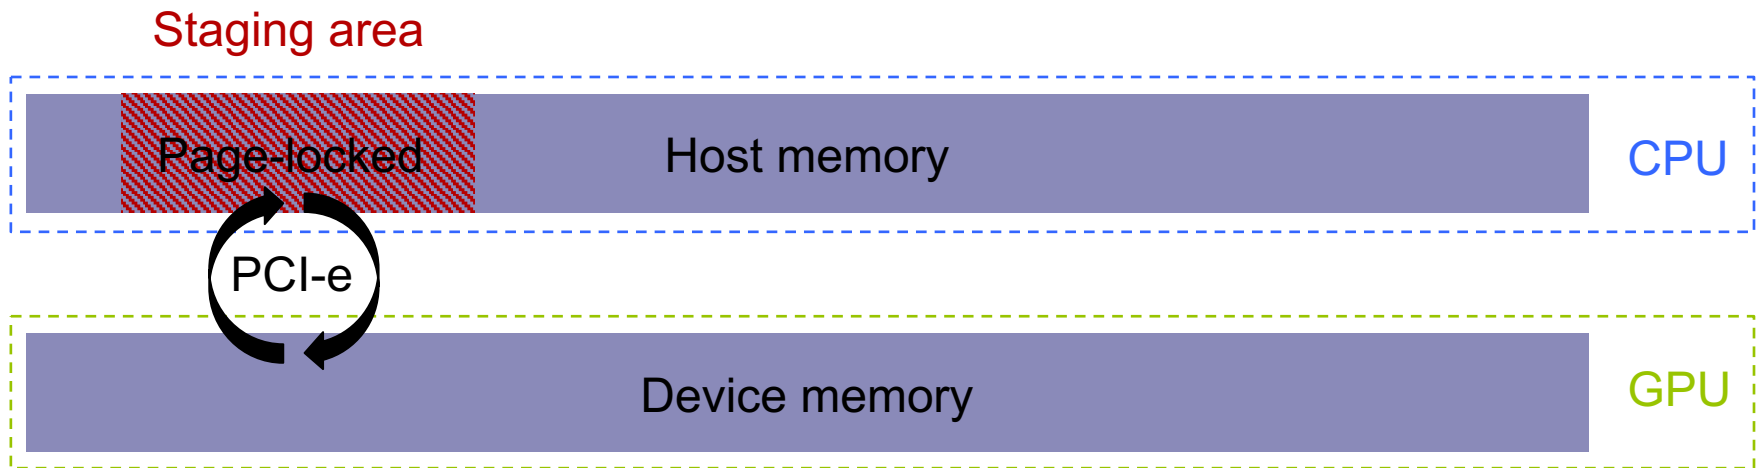 Staging area
Page-locked
Host memory
CPU
PCI-e
Device memory
GPU